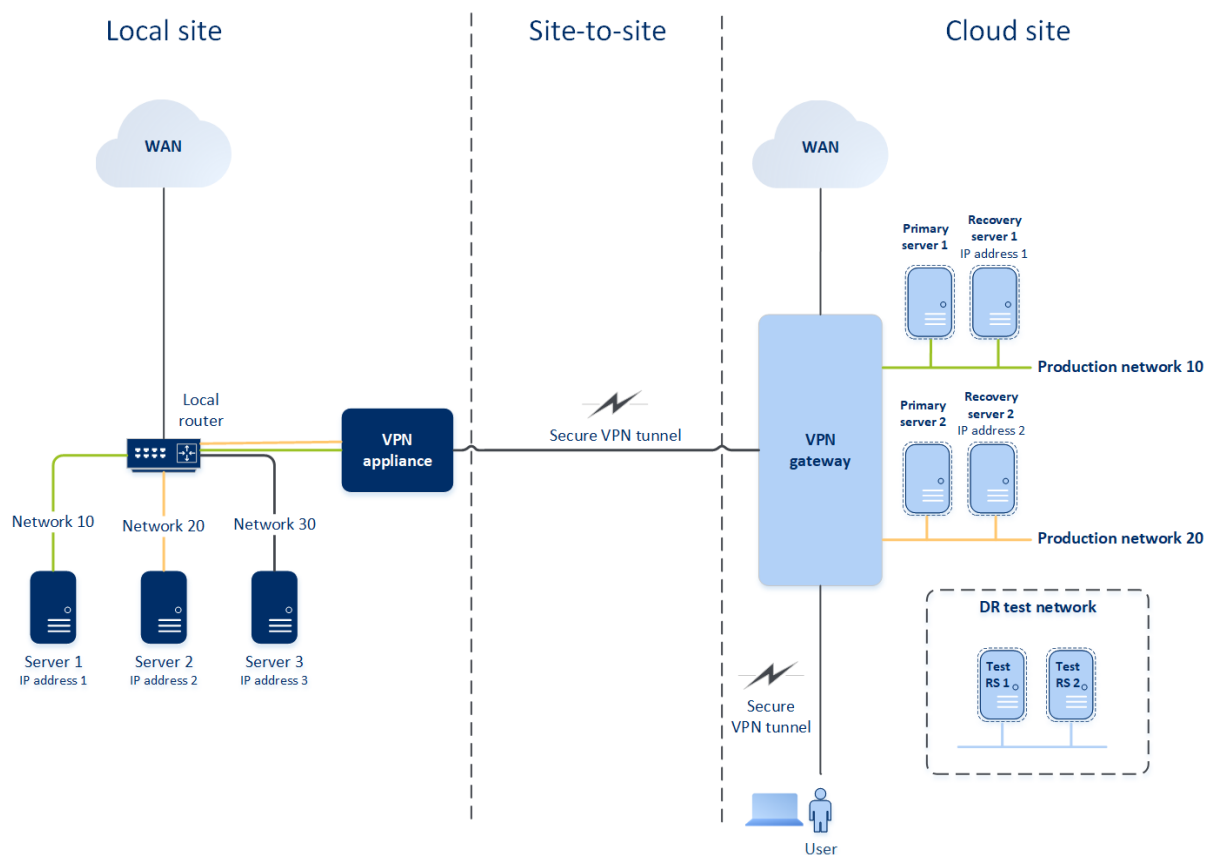 Local site
Site-to-site
Cloud site
WAN
WAN
Primary
server 1
Recovery
server 1
IP address 1
Production network 10
Local
router
VPN
appliance
Secure VPN tunnel
VPN
gateway
Primary
server 2
Recovery
server 2
IP address 2
Production network 20
Network 10
Network 20
Network 30
Server 1
IP address 1
Server 2
IP address 2
Server 3
IP address 3
DR test network
Test
RS 1
Test
RS 2
Secure
VPN tunnel
User